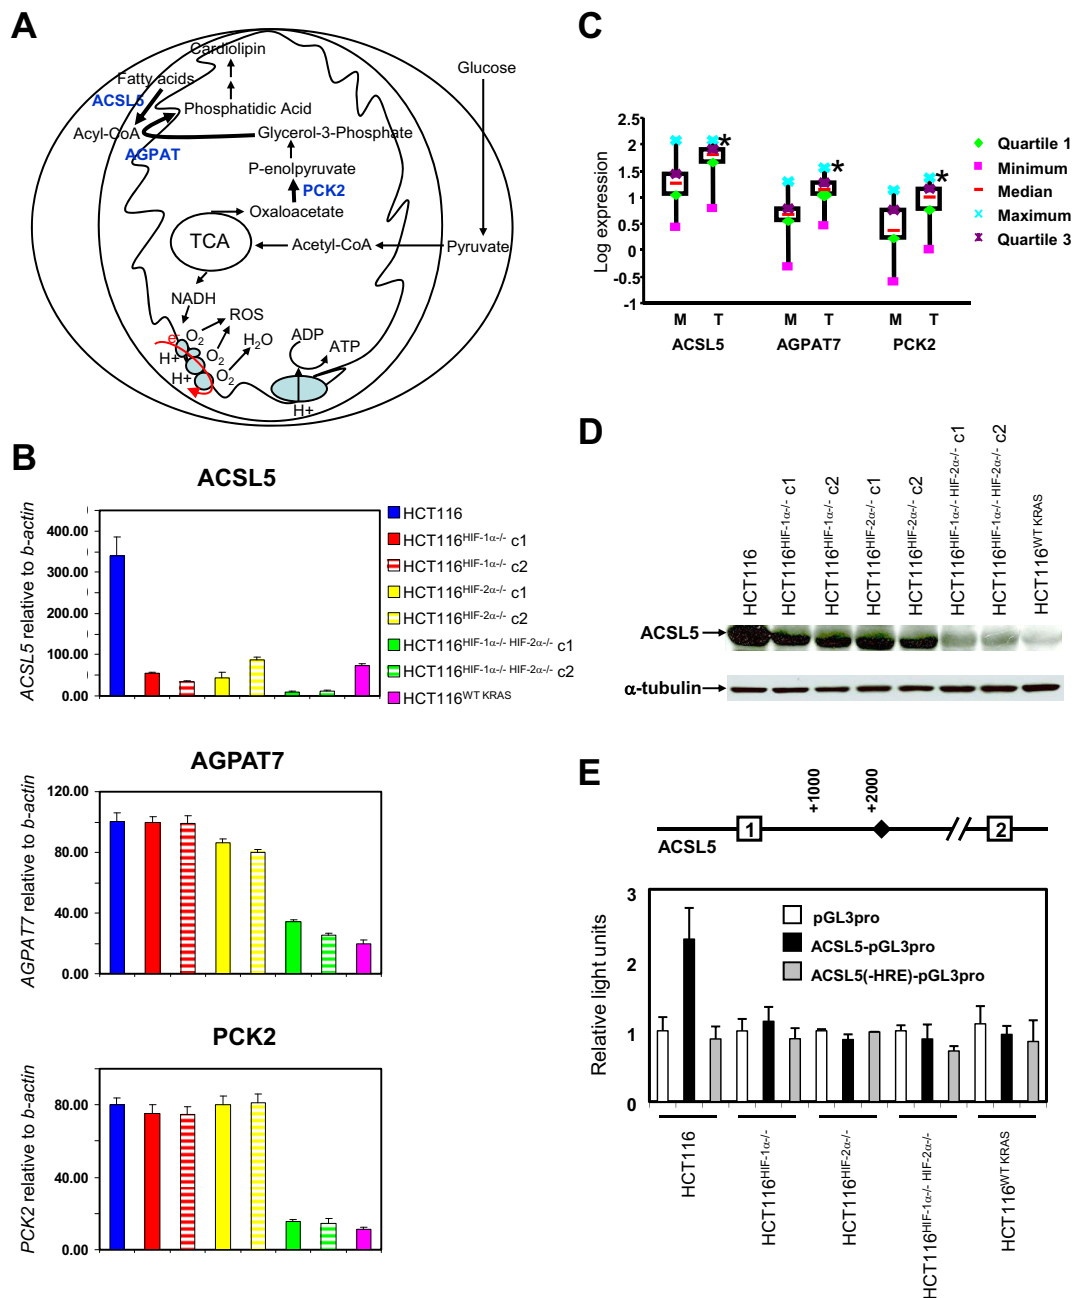 A
Cardiolipin
Fatty acids
Glucose
ACSL5
Phosphatidic Acid
Acyl-CoA
Glycerol-3-Phosphate
AGPAT
P-enolpyruvate
PCK2
Oxaloacetate
TCA
Acetyl-CoA
Pyruvate
NADH
ROS
e-
O2
H2O
ADP
ATP
H+
O2
H+
O2
H+
B
ACSL5
ACSL5 relative to b-actin
400.00
300.00
200.00
100.00
0.00
HCT116
HCT116HIF-1α-/- c1
HCT116HIF-1α-/- c2
HCT116HIF-2α-/- c1
HCT116HIF-2α-/- c2
HCT116HIF-1α-/- HIF-2α-/- c1
HCT116HIF-1α-/- HIF-2α-/- c2
HCT116WT KRAS
AGPAT7
AGPAT7 relative to b-actin
120.00
80.00
40.00
0.00
PCK2
PCK2 relative to b-actin
80.00
40.00
0.00
C
Log expression
2.5
2
1.5
1
0.5
0
-0.5
-1
*
*
*
M T M T M T
ACSL5 AGPAT7 PCK2
Quartile 1
Minimum
Median
Maximum
Quartile 3
D
HCT116
HCT116HIF-1α-/- c1
HCT116HIF-1α-/- c2
HCT116HIF-2α-/- c1
HCT116HIF-2α-/- c2
HCT116HIF-1α-/- HIF-2α-/- c1
HCT116HIF-1α-/- HIF-2α-/- c2
HCT116WT KRAS
ACSL5
α-tubulin
E
+1000
+2000
1
2
ACSL5
Relative light units
3
2
1
0
pGL3pro
ACSL5-pGL3pro
ACSL5(-HRE)-pGL3pro
HCT116
HCT116HIF-1α-/-
HCT116HIF-2α-/-
HCT116HIF-1α-/- HIF-2α-/-
HCT116WT KRAS